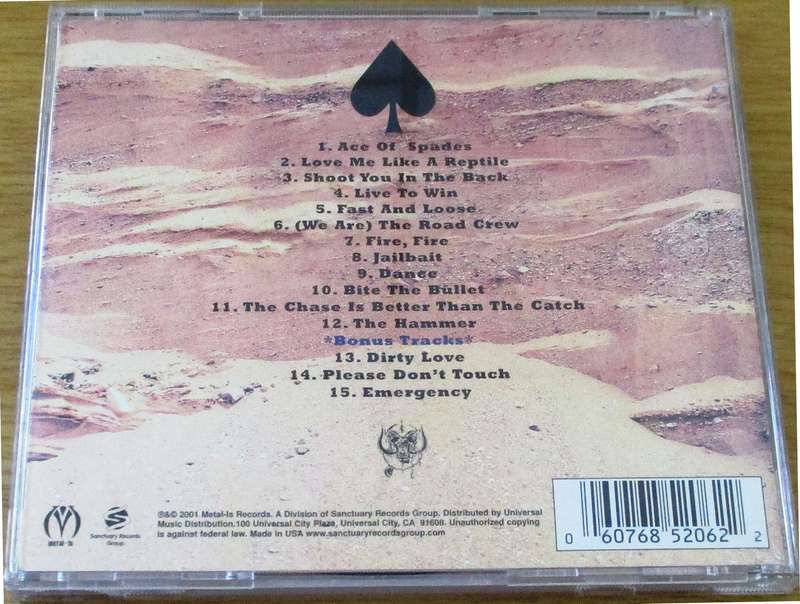 1. Ace Of Spades
2. Love Me Like A Reptile
3. Shoot You In The Back
4. Live To Win
5. Fast And Loose
6. (We Are) The Road Crew
7. Fire, Fire
8. Jailbait
9. Dance
10. Bite The Bullet
11. The Chase Is Better Than The Catch
12. The Hammer
*Bonus Tracks*
13. Dirty Love
14. Please Don't Touch
15. Emergency
METAL-IS
Sanctuary Records
Group
℗&© 2001 Metal-Is Records. A Division of Sanctuary Records Group. Distributed by Universal
Music Distribution.100 Universal City Plaza, Universal City, CA 91608. Unauthorized copying
is against federal law. Made in USA www.sanctuaryrecordsgroup.com
0 60768 52062 2